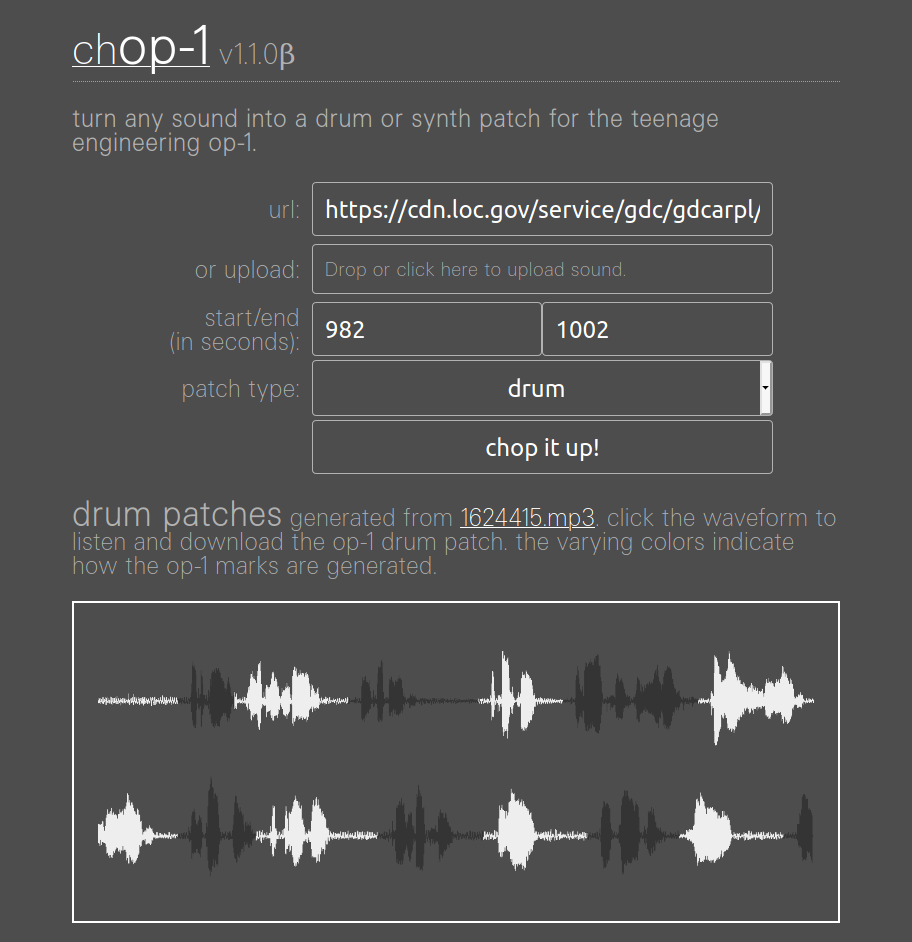 chop-1 v1.1.0β
turn any sound into a drum or synth patch for the teenage
engineering op-1.
url: https://cdn.loc.gov/service/gdc/gdcarpl/
or upload: Drop or click here to upload sound.
start/end
(in seconds): 982 1002
patch type: drum
chop it up!
drum patches generated from 1624415.mp3. click the waveform to
listen and download the op-1 drum patch. the varying colors indicate
how the op-1 marks are generated.